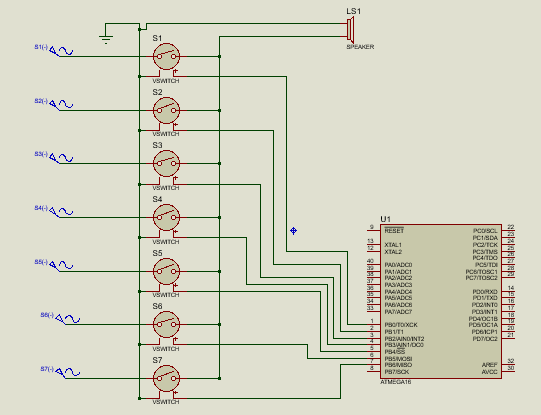 LS1
SPEAKER
S1(-)
S1
VSWITCH
S2(-)
S2
VSWITCH
S3(-)
S3
VSWITCH
S4(-)
S4
VSWITCH
S5(-)
S5
VSWITCH
S6(-)
S6
VSWITCH
S7(-)
S7
VSWITCH
U1
9 RESET PC0/SCL 22
PC1/SDA 23
13 XTAL1 PC2/TCK 24
12 XTAL2 PC3/TMS 25
PC4/TDO 26
40 PA0/ADC0 PC5/TDI 27
39 PA1/ADC1 PC6/TOSC1 28
38 PA2/ADC2 PC7/TOSC2 29
37 PA3/ADC3
36 PA4/ADC4 PD0/RXD 14
35 PA5/ADC5 PD1/TXD 15
34 PA6/ADC6 PD2/INT0 16
33 PA7/ADC7 PD3/INT1 17
PD4/OC1B 18
1 PB0/T0/XCK PD5/OC1A 19
2 PB1/T1 PD6/ICP1 20
3 PB2/AIN0/INT2 PD7/OC2 21
4 PB3/AIN1/OC0
5 PB4/SS
6 PB5/MOSI
7 PB6/MISO AREF 32
8 PB7/SCK AVCC 30
ATMEGA16